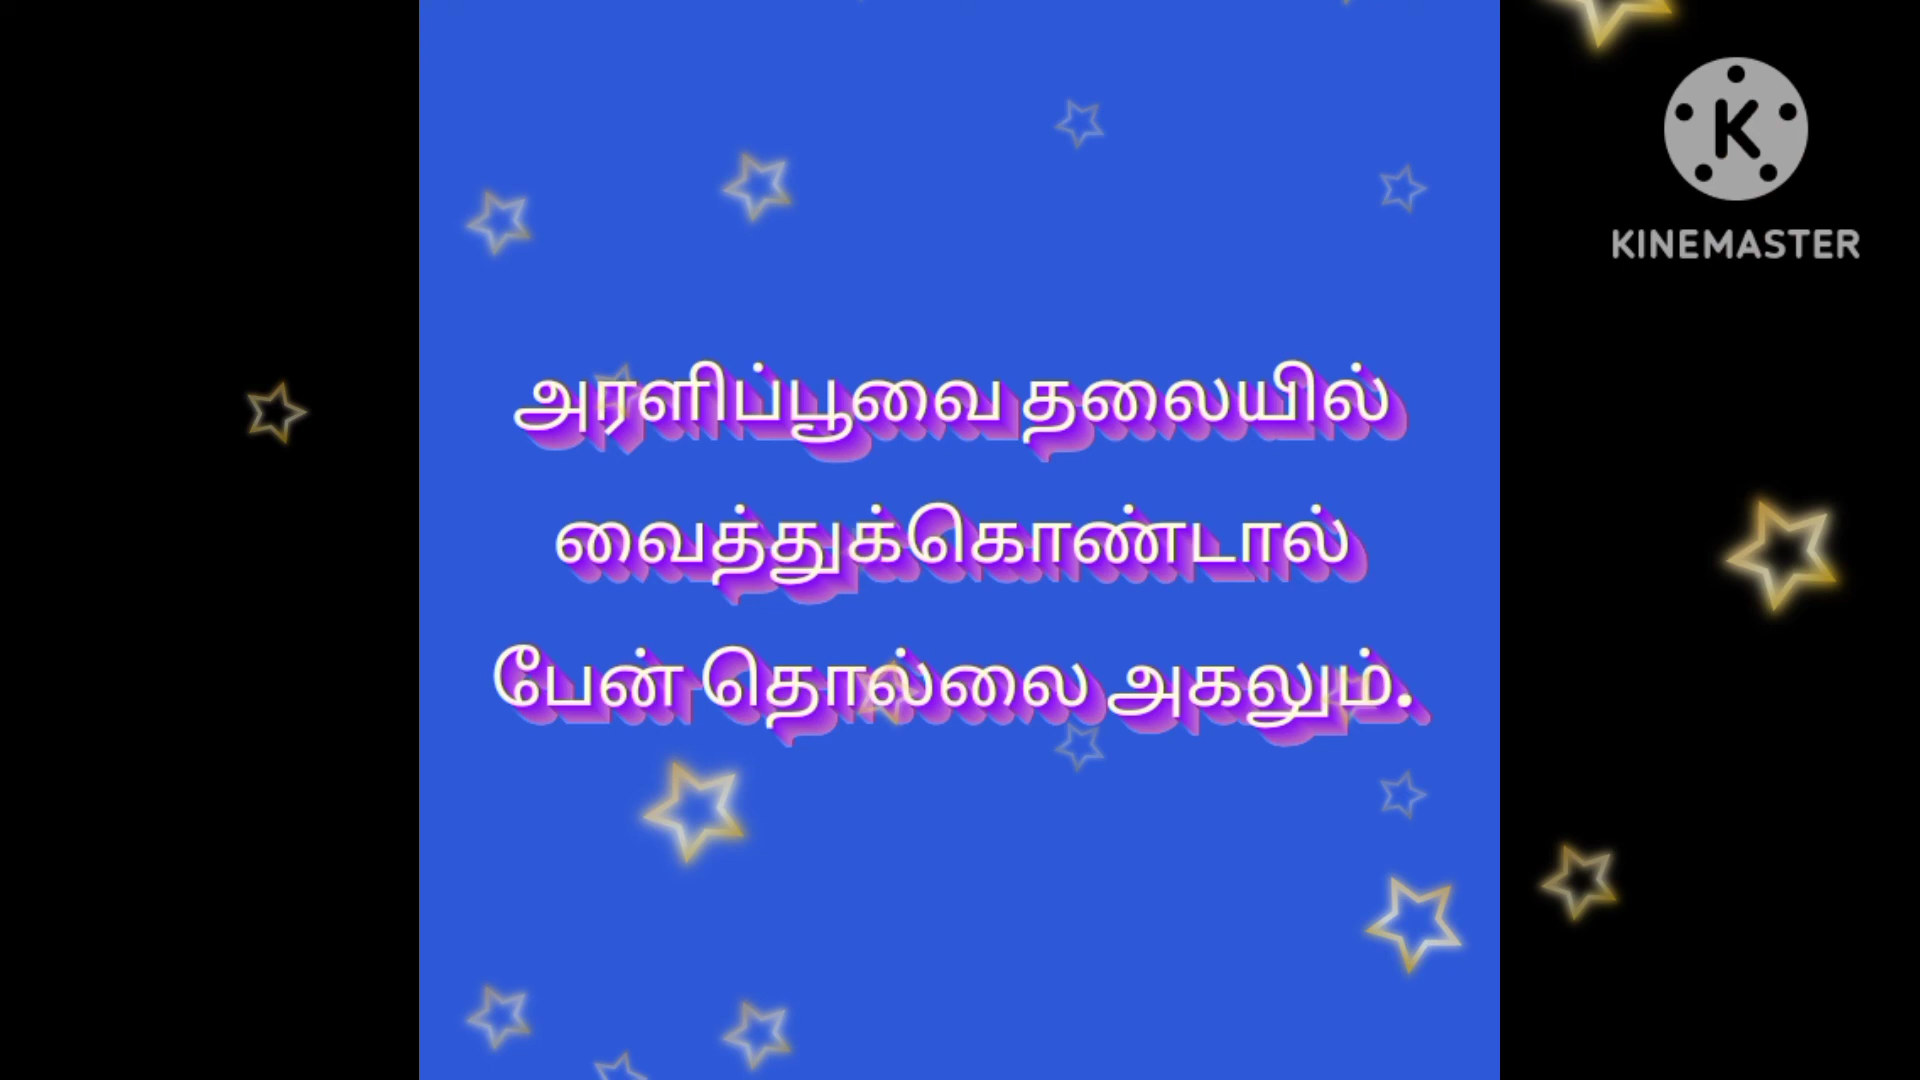 KINEMASTER
அரளிப்பூவை தலையில்
வைத்துக்கொண்டால்
பேன் தொல்லை அகலும்.